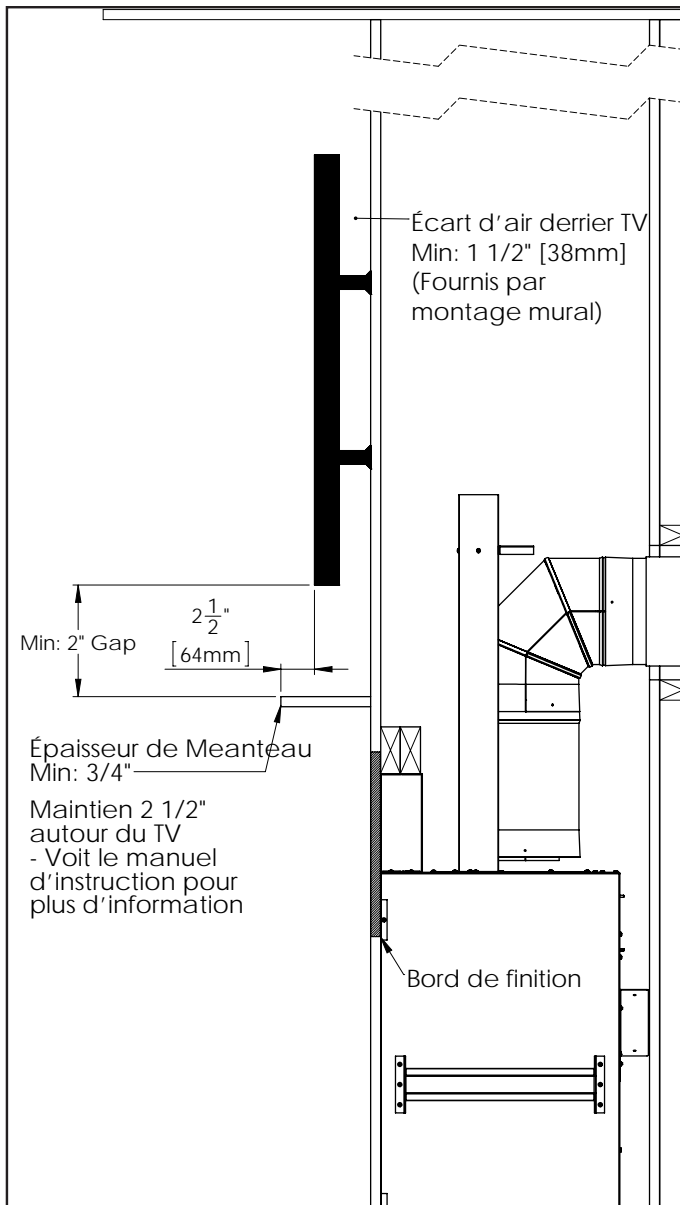 Écart d'air derrier TV
Min: 1 1/2" [38mm]
(Fournis par
montage mural)
2 1/2"
[64mm]
Min: 2" Gap
Épaisseur de Meanteau
Min: 3/4"
Maintien 2 1/2"
autour du TV
- Voit le manuel
d'instruction pour
plus d'information
Bord de finition